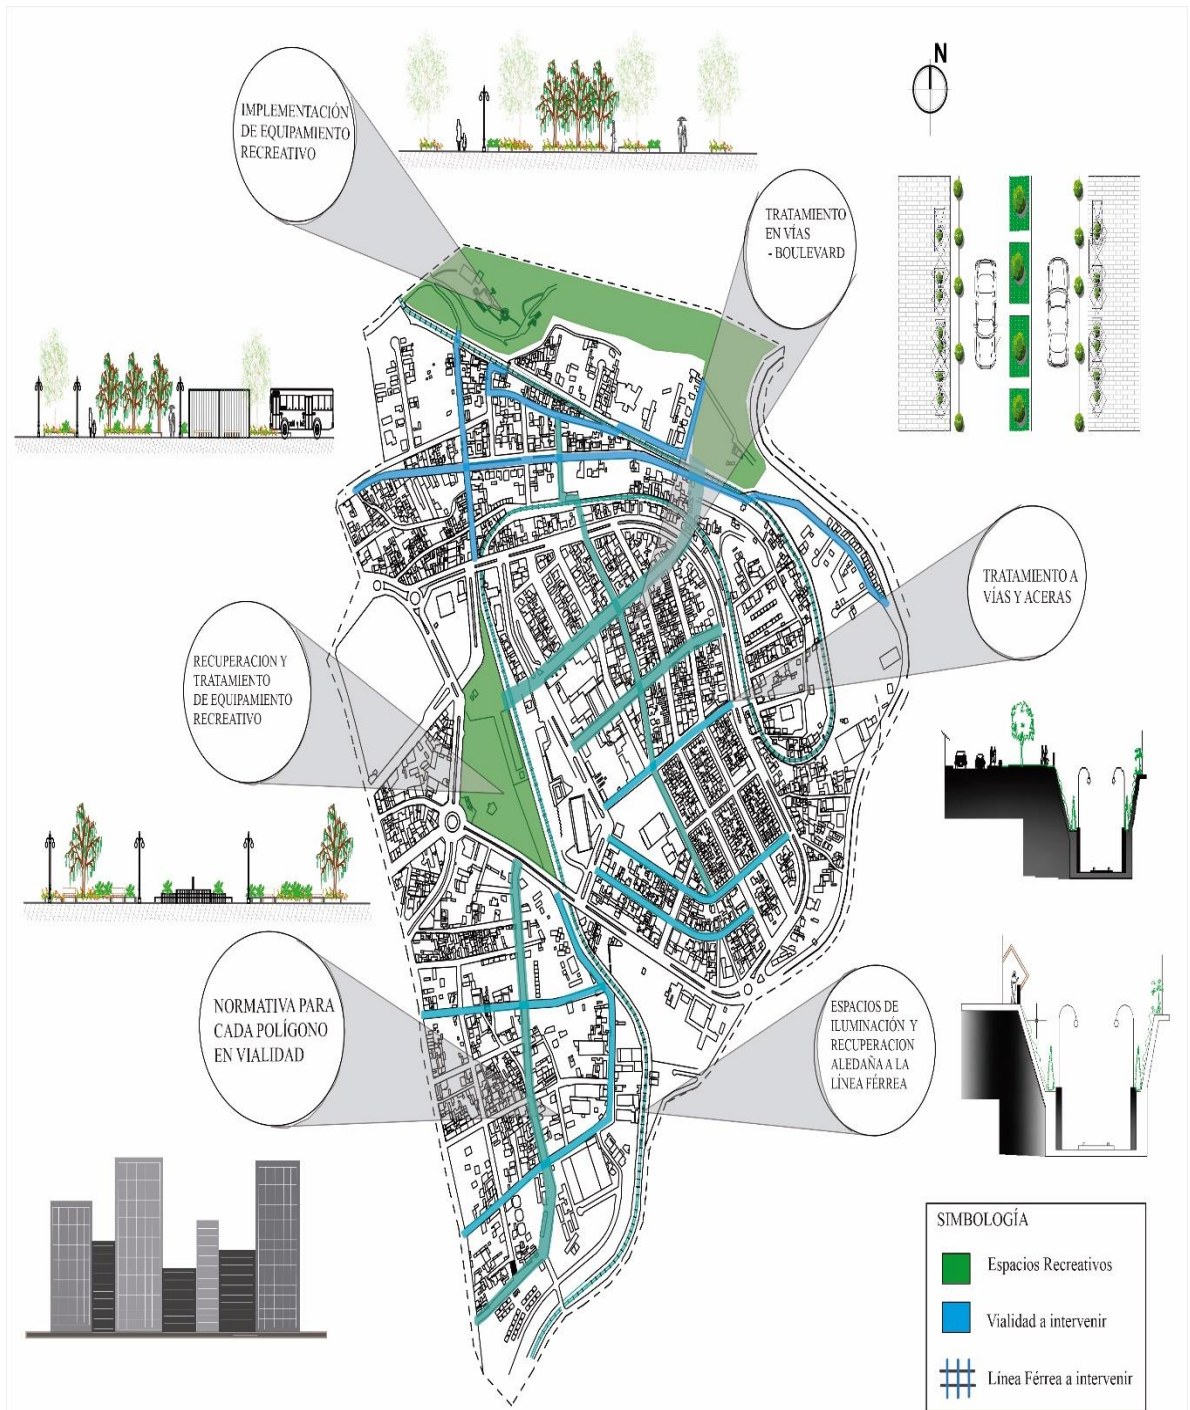 N
IMPLEMENTACIÓN
DE EQUIPAMIENTO
RECREATIVO
TRATAMIENTO
EN VÍAS
- BOULEVARD
TRATAMIENTO A
VÍAS Y ACERAS
RECUPERACION Y
TRATAMIENTO
DE EQUIPAMIENTO
RECREATIVO
NORMATIVA PARA
CADA POLÍGONO
EN VIALIDAD
ESPACIOS DE
ILUMINACIÓN Y
RECUPERACION
ALEDAÑA A LA
LÍNEA FÉRREA
SIMBOLOGÍA
Espacios Recreativos
Vialidad a intervenir
Línea Férrea a intervenir